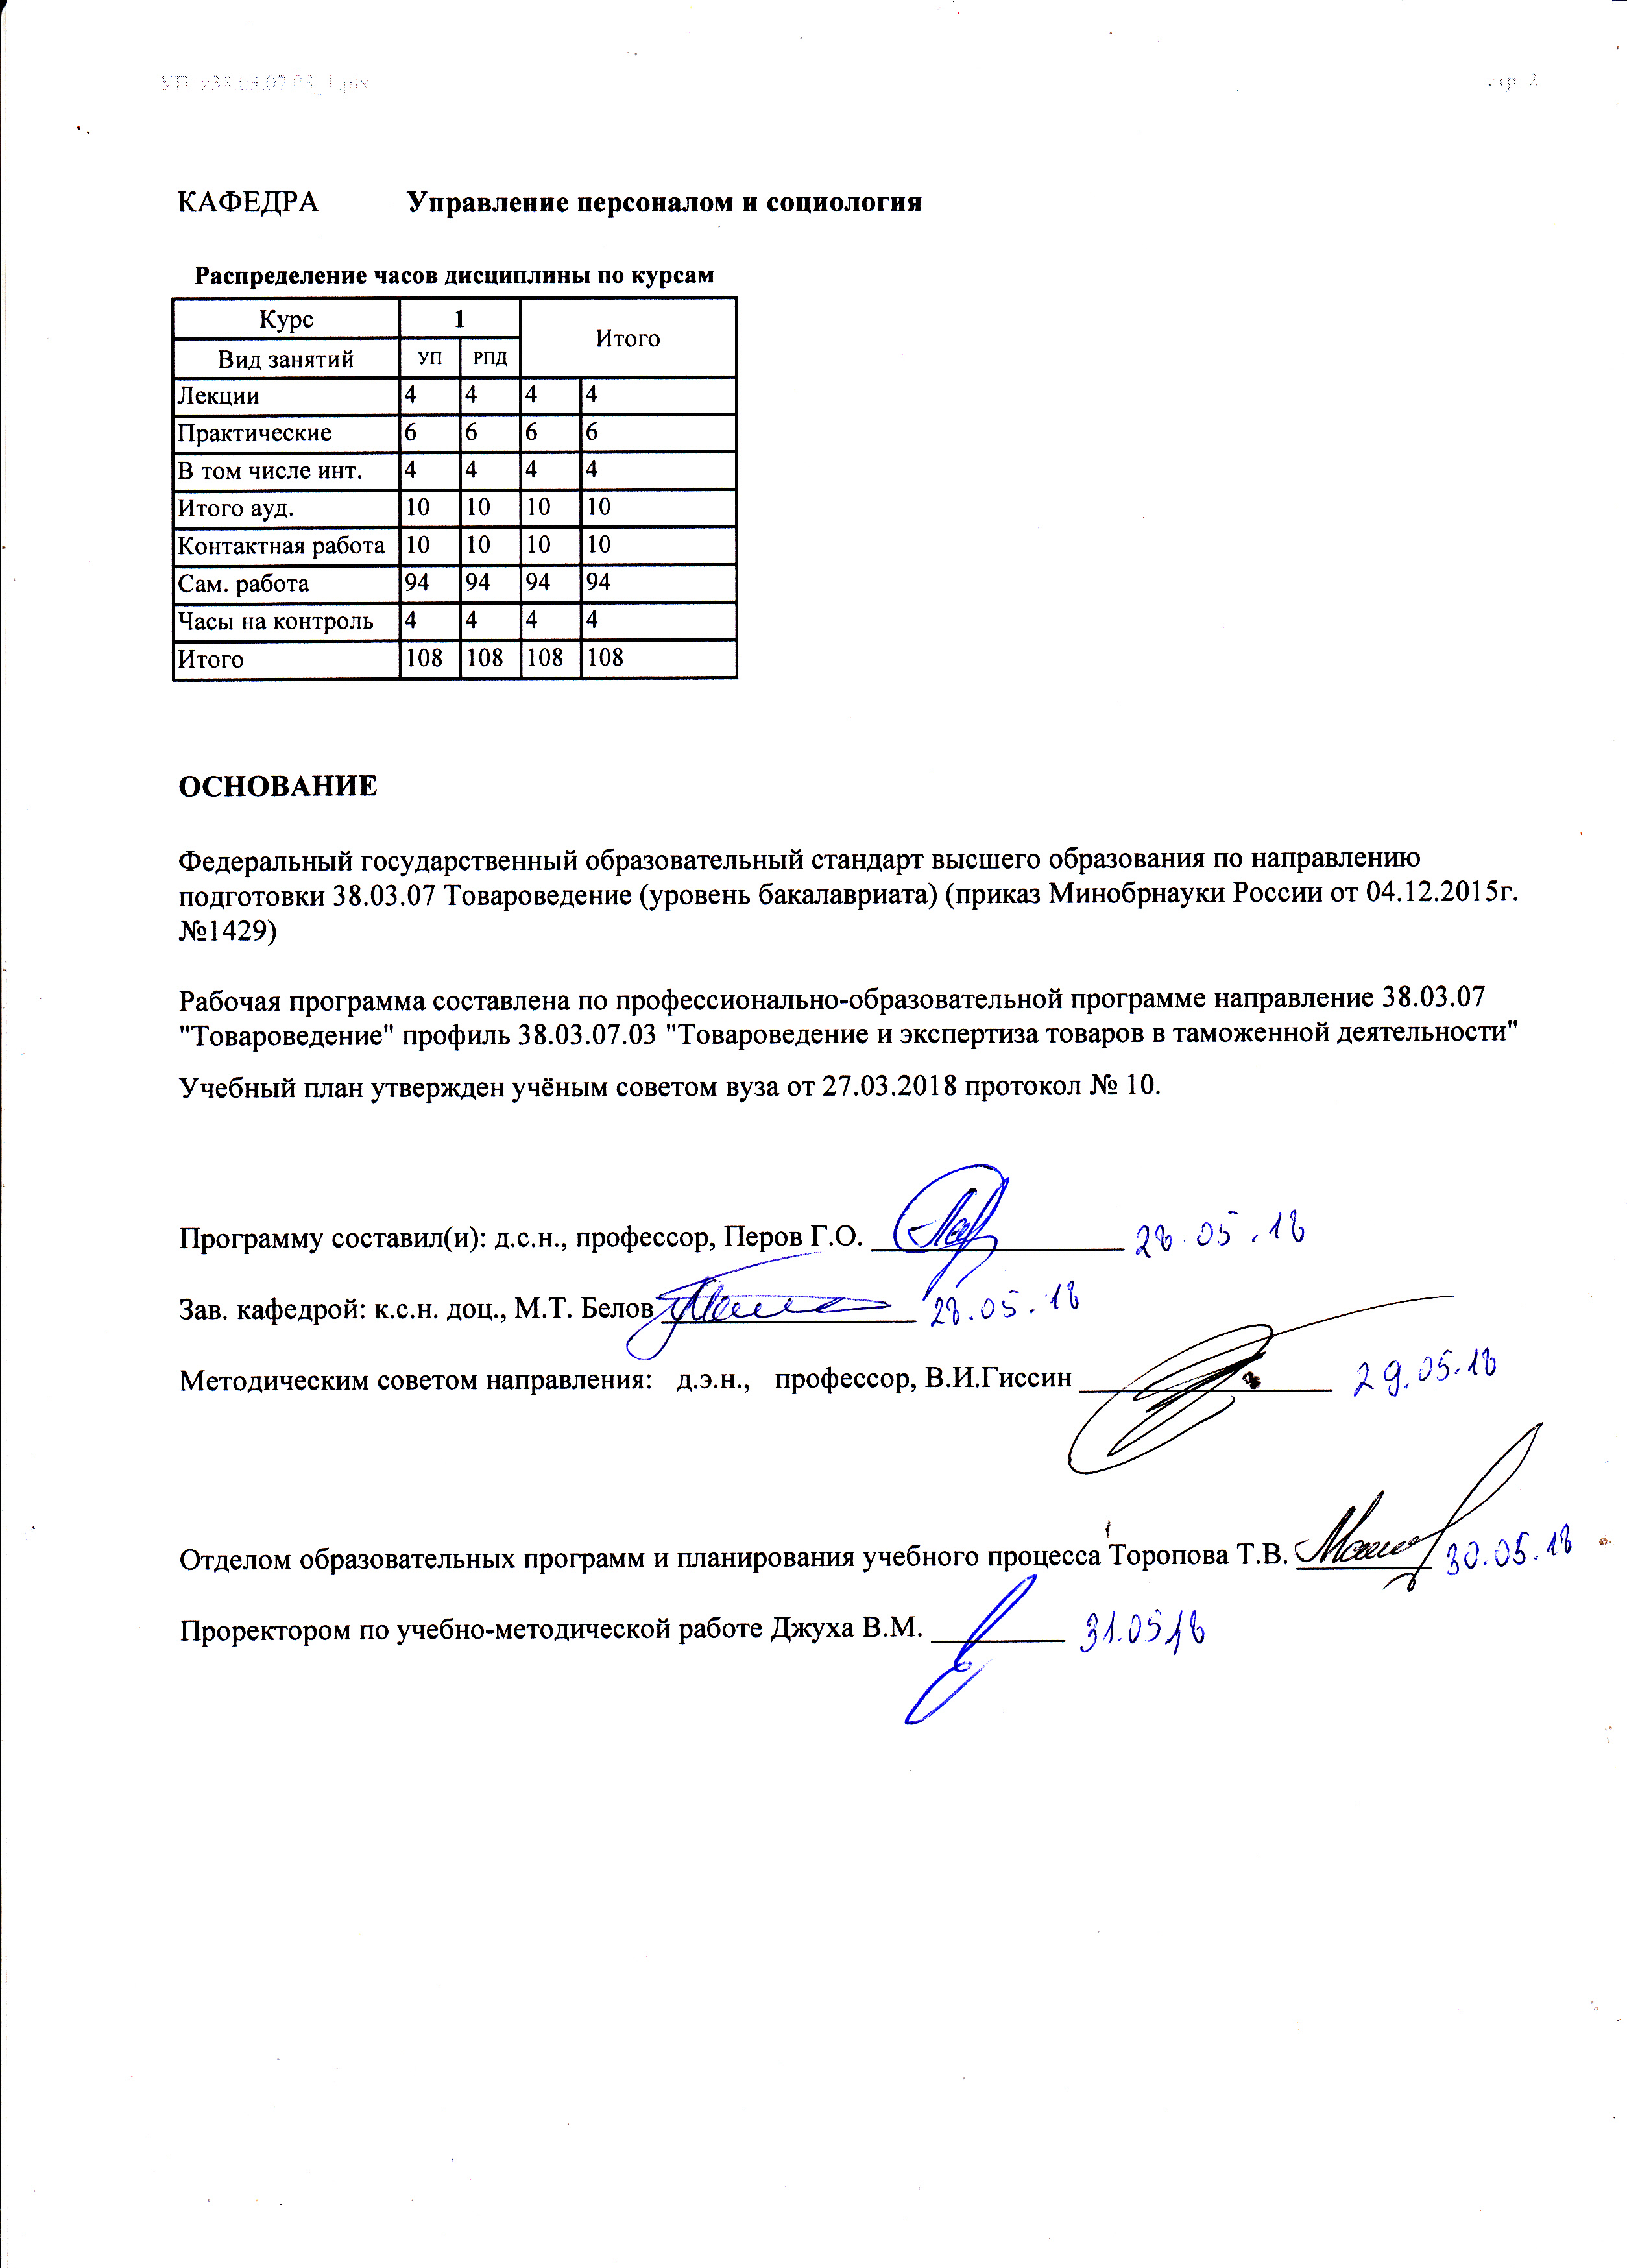 УП: z38.03.07.03_1.plx стр. 2
КАФЕДРА Управление персоналом и социология
Распределение часов дисциплины по курсам
Курс 1 Итого
Вид занятий УП РПД
Лекции 4 4 4 4
Практические 6 6 6 6
В том числе инт. 4 4 4 4
Итого ауд. 10 10 10 10
Контактная работа 10 10 10 10
Сам. работа 94 94 94 94
Часы на контроль 4 4 4 4
Итого 108 108 108 108
ОСНОВАНИЕ
Федеральный государственный образовательный стандарт высшего образования по направлению
подготовки 38.03.07 Товароведение (уровень бакалавриата) (приказ Минобрнауки России от 04.12.2015г.
№1429)
Рабочая программа составлена по профессионально-образовательной программе направление 38.03.07
"Товароведение" профиль 38.03.07.03 "Товароведение и экспертиза товаров в таможенной деятельности"
Учебный план утвержден учёным советом вуза от 27.03.2018 протокол № 10.
Программу составил(и): д.с.н., профессор, Перов Г.О. 28.05.18
Зав. кафедрой: к.с.н. доц., М.Т. Белов 28.05.18
Методическим советом направления: д.э.н., профессор, В.И.Гиссин 29.05.18
Отделом образовательных программ и планирования учебного процесса Торопова Т.В. 30.05.18
Проректором по учебно-методической работе Джуха В.М. 31.05.18